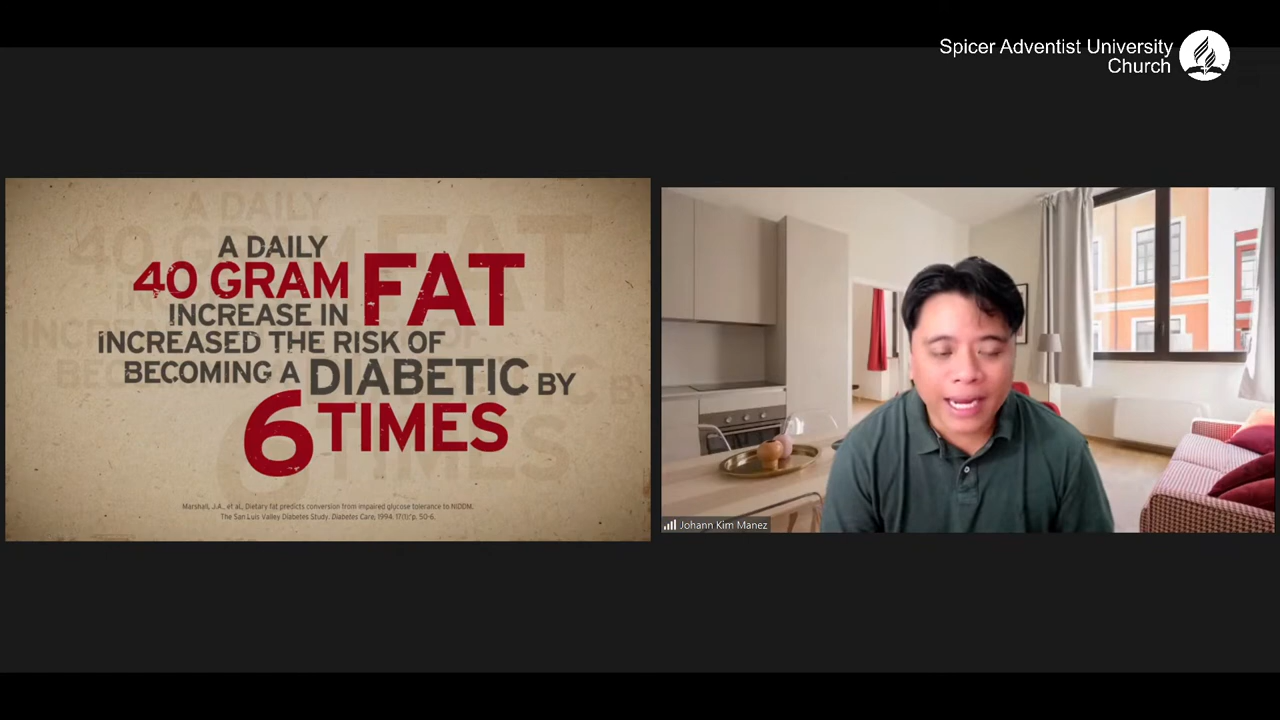 Spicer Adventist University
Church
A DAILY
40 GRAM FAT
INCREASE IN
INCREASED THE RISK OF
BECOMING A DIABETIC BY
6 TIMES
Marshall, J.A., et al, Dietary fat predicts conversion from impaired glucose tolerance to NIDDM.
The San Luis Valley Diabetes Study. Diabetes Care, 1994. 17(1): p. 50-6.
Johann Kim Manez